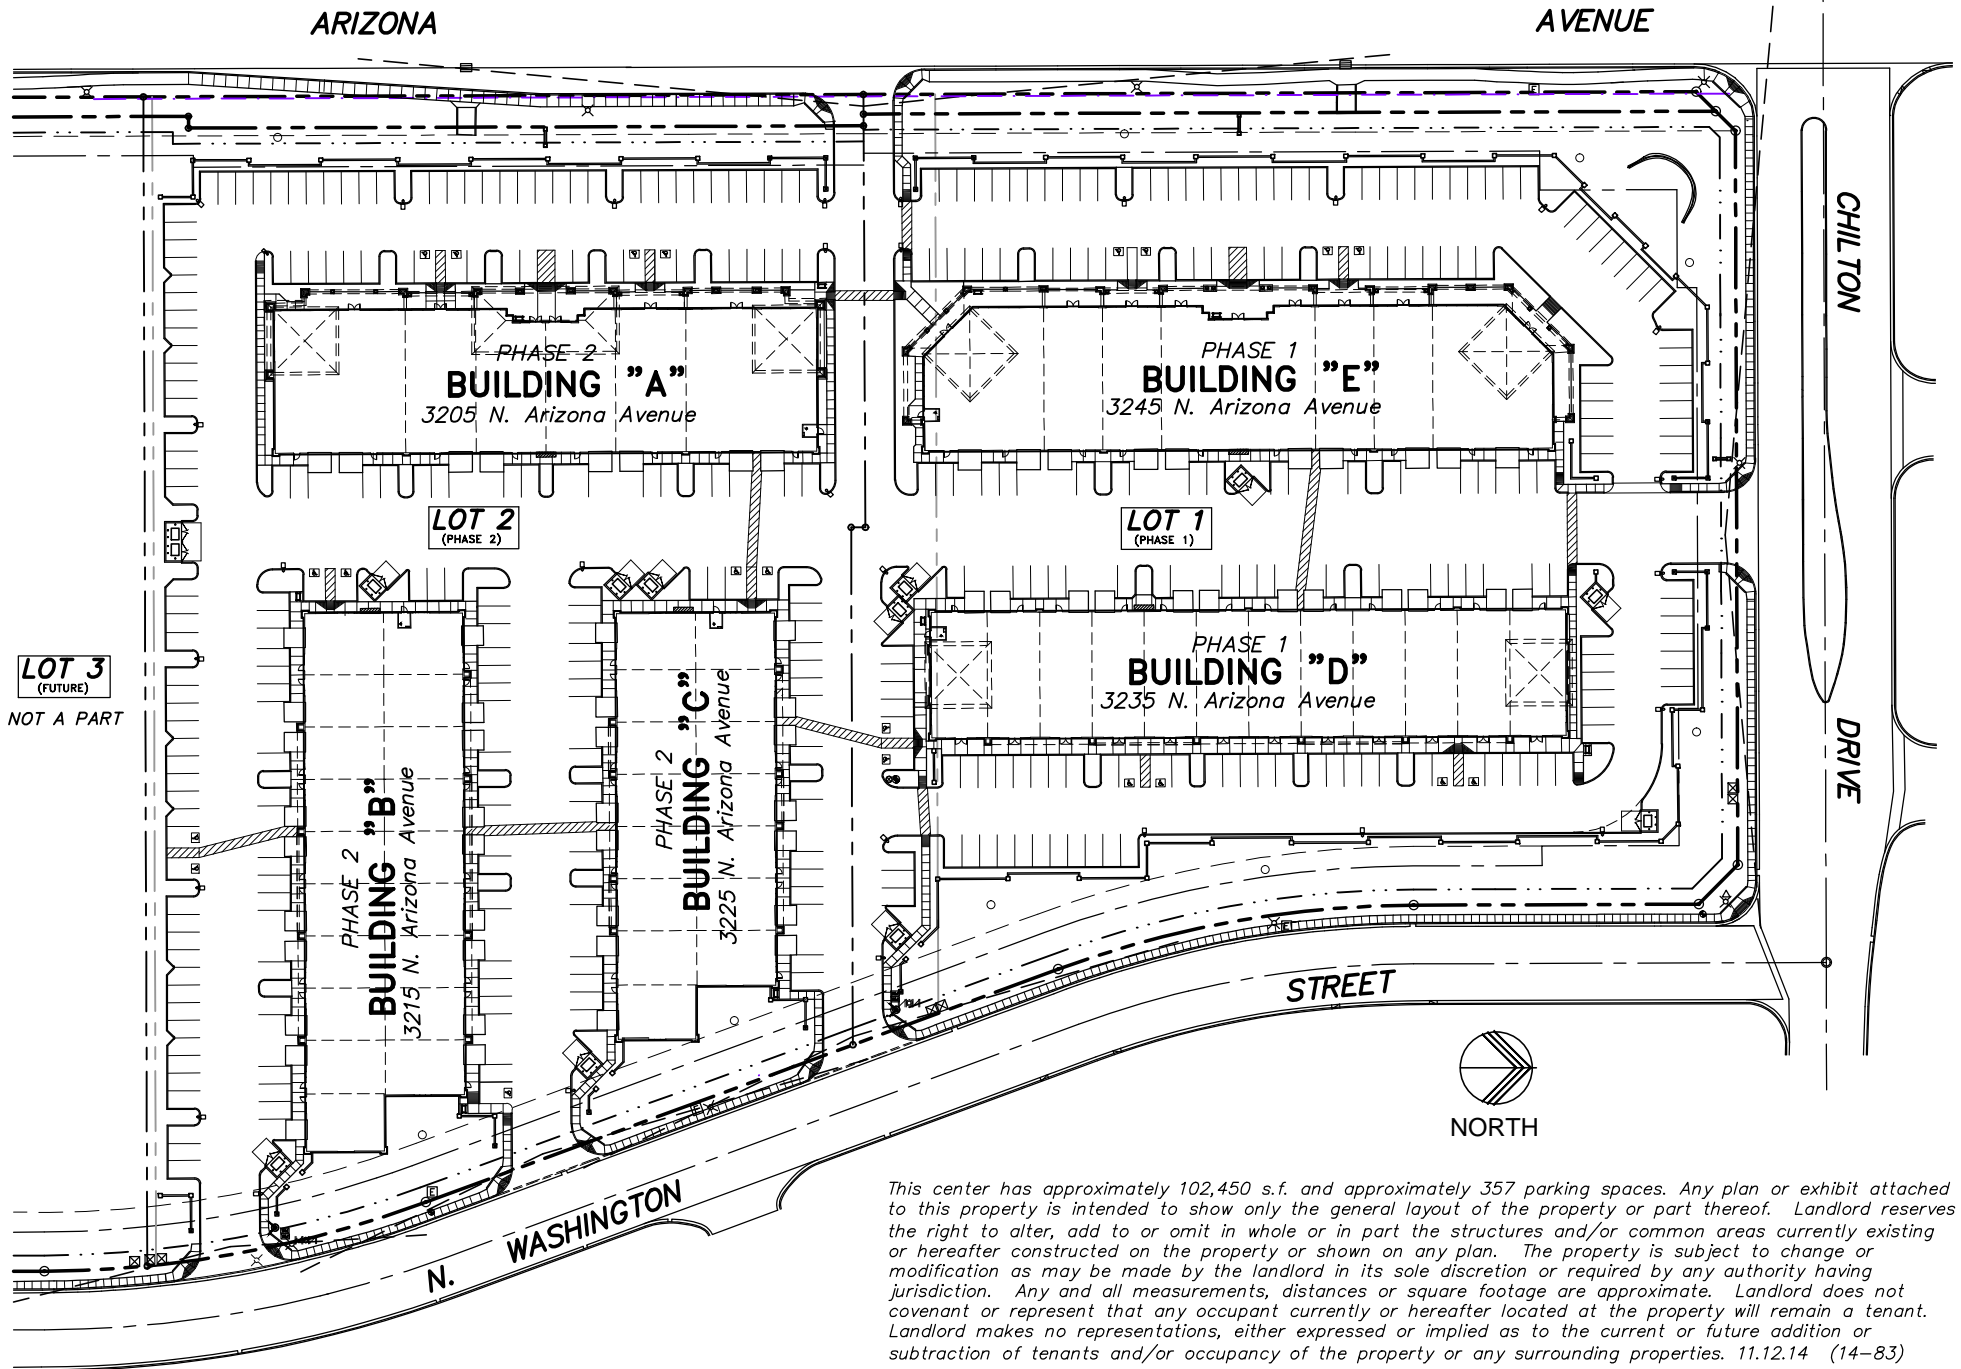 ARIZONA
AVENUE
CHILTON
DRIVE
PHASE 2
BUILDING "A"
3205 N. Arizona Avenue
PHASE 1
BUILDING "E"
3245 N. Arizona Avenue
LOT 2
(PHASE 2)
LOT 1
(PHASE 1)
LOT 3
(FUTURE)
NOT A PART
PHASE 1
BUILDING "D"
3235 N. Arizona Avenue
PHASE 2
BUILDING "B"
3215 N. Arizona Avenue
PHASE 2
BUILDING "C"
3225 N. Arizona Avenue
N. WASHINGTON
STREET
NORTH
This center has approximately 102,450 s.f. and approximately 357 parking spaces. Any plan or exhibit attached
to this property is intended to show only the general layout of the property or part thereof. Landlord reserves
the right to alter, add to or omit in whole or in part the structures and/or common areas currently existing
or hereafter constructed on the property or shown on any plan. The property is subject to change or
modification as may be made by the landlord in its sole discretion or required by any authority having
jurisdiction. Any and all measurements, distances or square footage are approximate. Landlord does not
covenant or represent that any occupant currently or hereafter located at the property will remain a tenant.
Landlord makes no representations, either expressed or implied as to the current or future addition or
subtraction of tenants and/or occupancy of the property or any surrounding properties. 11.12.14 (14-83)